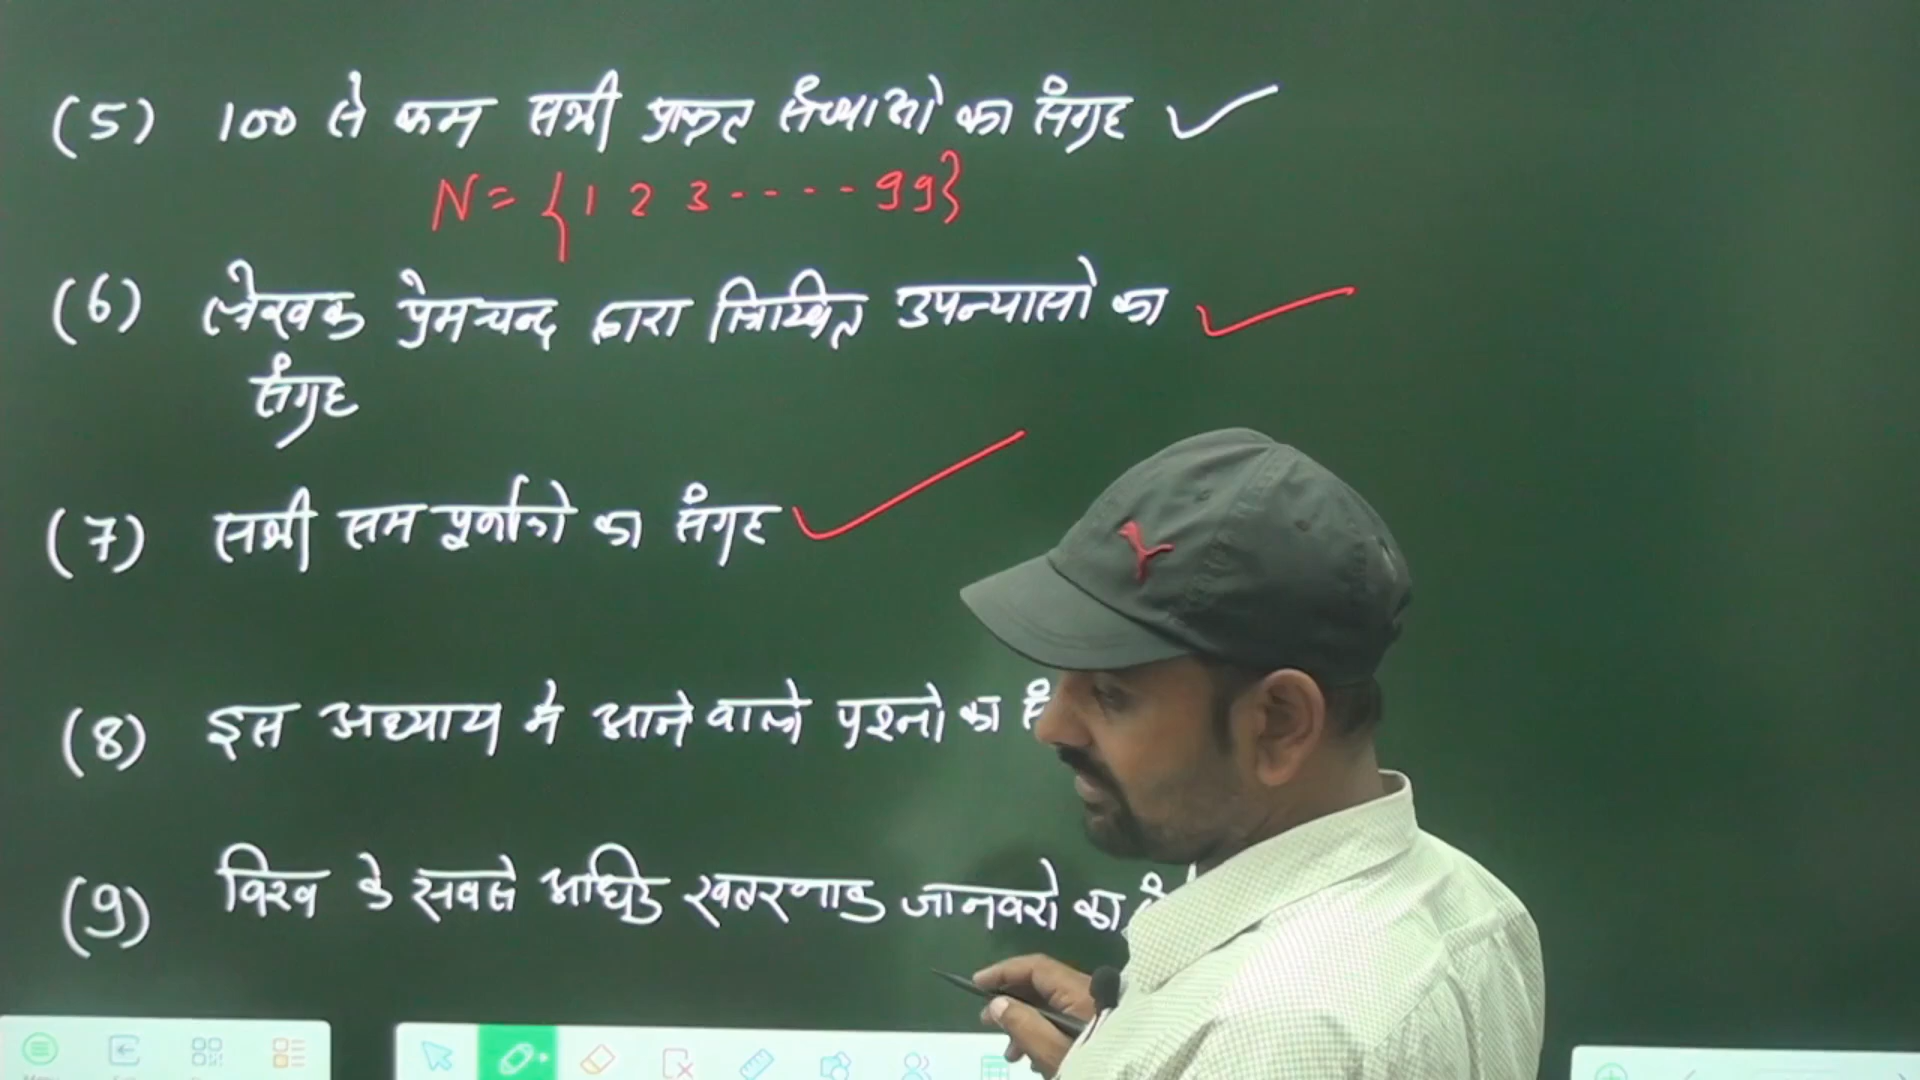 (5) 100 से कम सभी प्राकृत संख्याओं का संग्रह
N = { 1 2 3 ----- 99}
(6) लेखक प्रेमचन्द द्वारा लिखित उपन्यासो का
संग्रह
(7) सभी सम पूर्णांको का संग्रह
(8) इस अध्याय मे आने वाले प्रश्नो का
(9) विश्व के सबसे अधिक खतरनाक जानवरो का